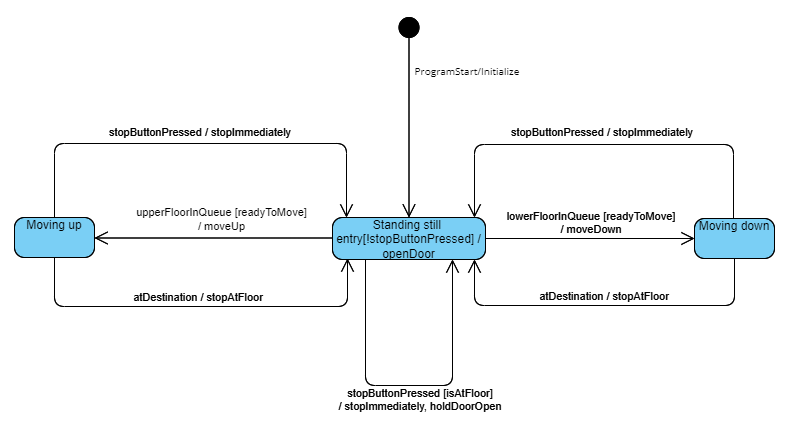 ProgramStart/Initialize
stopButtonPressed / stopImmediately
stopButtonPressed / stopImmediately
upperFloorInQueue [readyToMove]
/ moveUp
lowerFloorInQueue [readyToMove]
/ moveDown
Moving up
Standing still
entry[!stopButtonPressed] /
openDoor
Moving down
atDestination / stopAtFloor
atDestination / stopAtFloor
stopButtonPressed [isAtFloor]
/ stopImmediately, holdDoorOpen